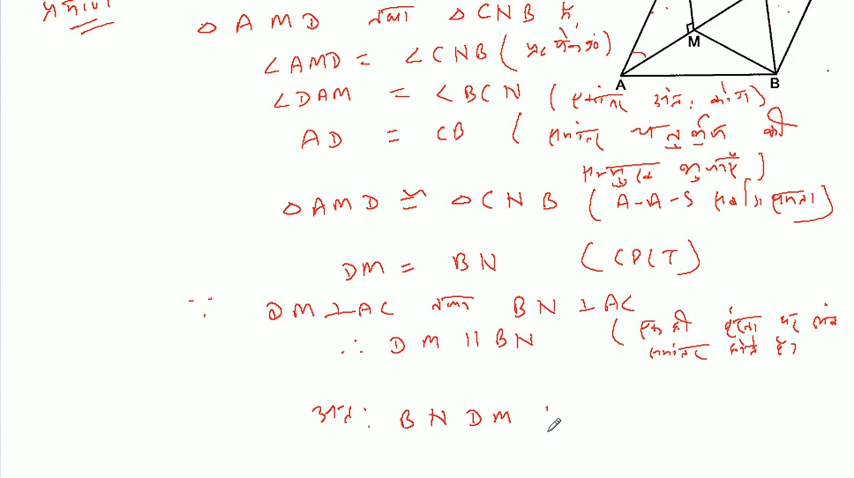 प्रमाण
△AMD तथा △CNB में,
∠AMD = ∠CNB (प्रत्येक 90)
∠DAM = ∠BCN (एकांतर अंतः कोण)
AD = CB (समांतर चतुर्भुज की
सम्मुख भुजाएँ)
△AMD ≅ △CNB (A-A-S सर्वांगसमता)
DM = BN (CPCT)
∵ DM ⊥ AC तथा BN ⊥ AC
∴ DM || BN (एक ही रेखा पर लंब
समांतर होते हैं)
अतः BNDM
M
A
B